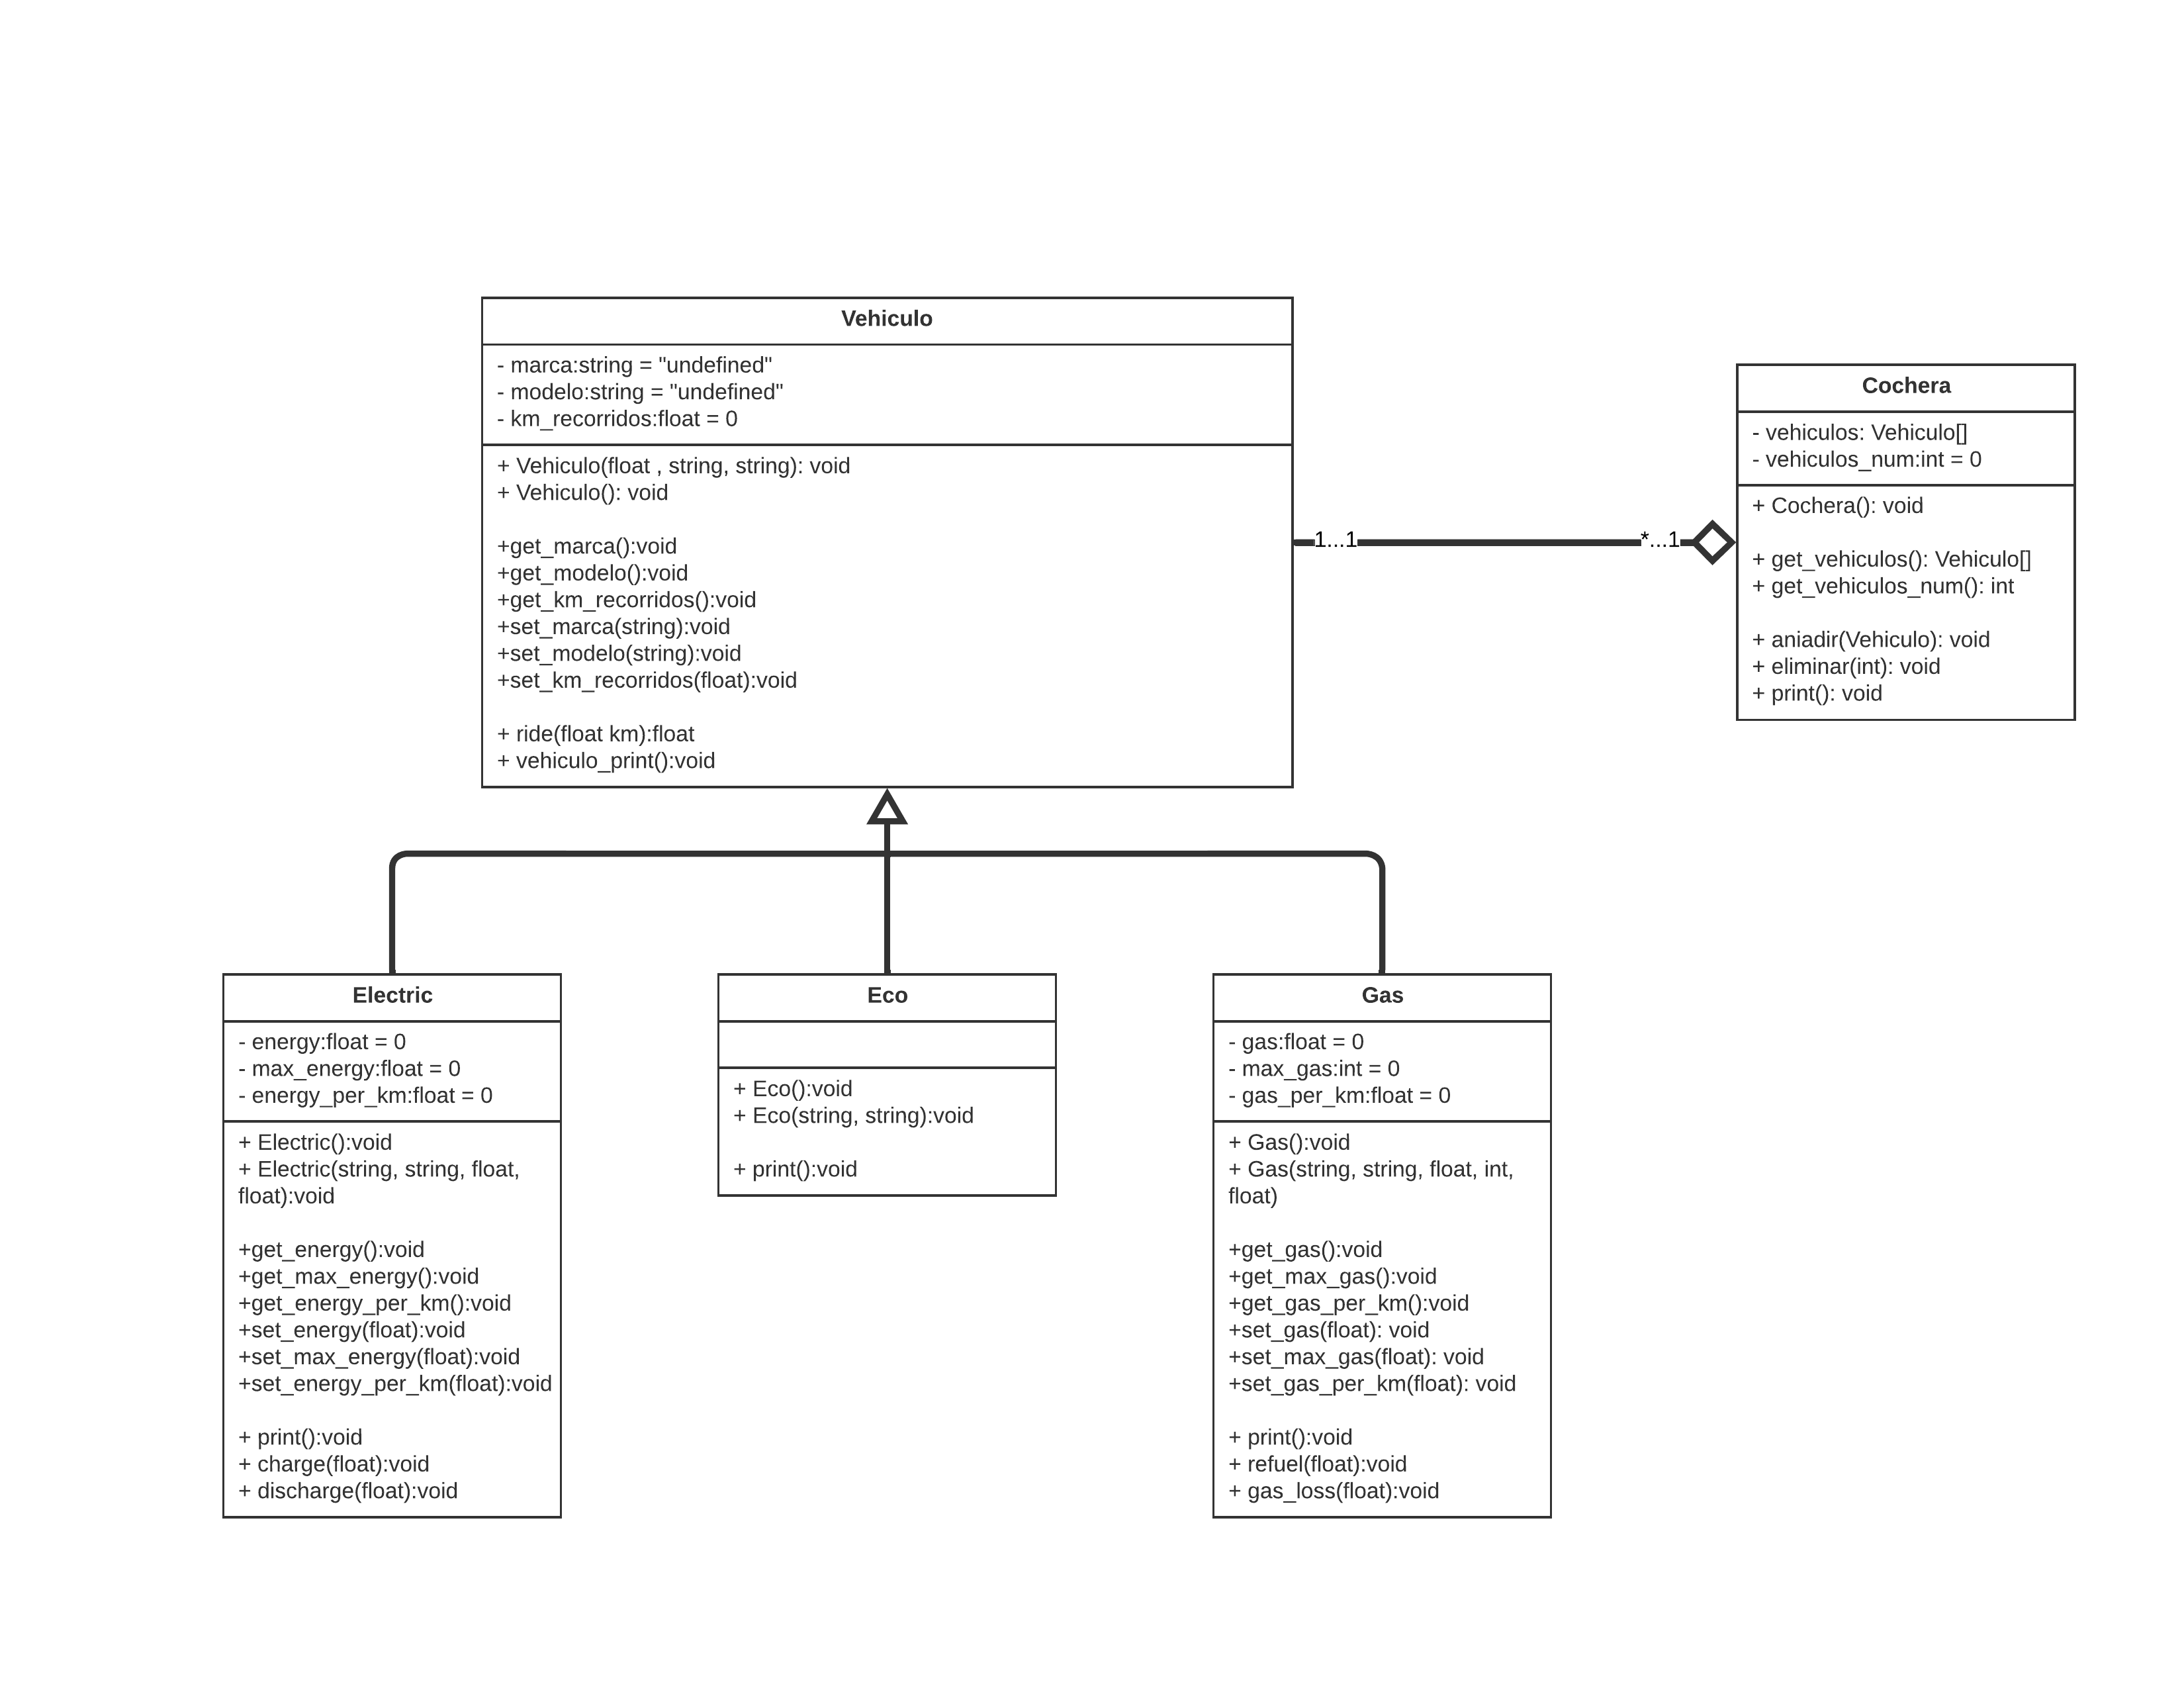 Vehiculo
- marca:string = "undefined"
- modelo:string = "undefined"
- km_recorridos:float = 0
+ Vehiculo(float , string, string): void
+ Vehiculo(): void
+get_marca():void
+get_modelo():void
+get_km_recorridos():void
+set_marca(string):void
+set_modelo(string):void
+set_km_recorridos(float):void
+ ride(float km):float
+ vehiculo_print():void
1...1
*...1
Cochera
- vehiculos: Vehiculo[]
- vehiculos_num:int = 0
+ Cochera(): void
+ get_vehiculos(): Vehiculo[]
+ get_vehiculos_num(): int
+ aniadir(Vehiculo): void
+ eliminar(int): void
+ print(): void
Electric
- energy:float = 0
- max_energy:float = 0
- energy_per_km:float = 0
+ Electric():void
+ Electric(string, string, float,
float):void
+get_energy():void
+get_max_energy():void
+get_energy_per_km():void
+set_energy(float):void
+set_max_energy(float):void
+set_energy_per_km(float):void
+ print():void
+ charge(float):void
+ discharge(float):void
Eco
+ Eco():void
+ Eco(string, string):void
+ print():void
Gas
- gas:float = 0
- max_gas:int = 0
- gas_per_km:float = 0
+ Gas():void
+ Gas(string, string, float, int,
float)
+get_gas():void
+get_max_gas():void
+get_gas_per_km():void
+set_gas(float): void
+set_max_gas(float): void
+set_gas_per_km(float): void
+ print():void
+ refuel(float):void
+ gas_loss(float):void